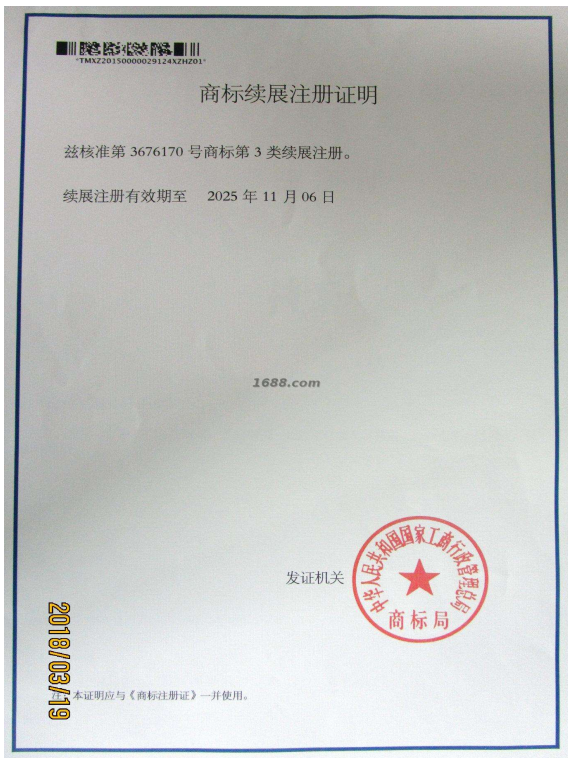 *TMXZ20150000029124XZHZ01*
商标续展注册证明
兹核准第 3676170 号商标第 3 类续展注册。
续展注册有效期至 2025 年 11 月 06 日
1688.com
中华人民共和国国家工商行政管理总局
发证机关
商标局
2018/03/19
注：本证明应与《商标注册证》一并使用。